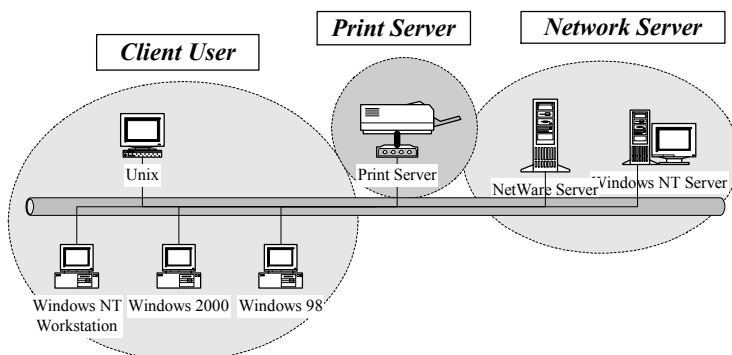 Client User
Print Server
Network Server
Unix
Print Server
NetWare Server
Windows NT Server
Windows NT
Workstation
Windows 2000
Windows 98